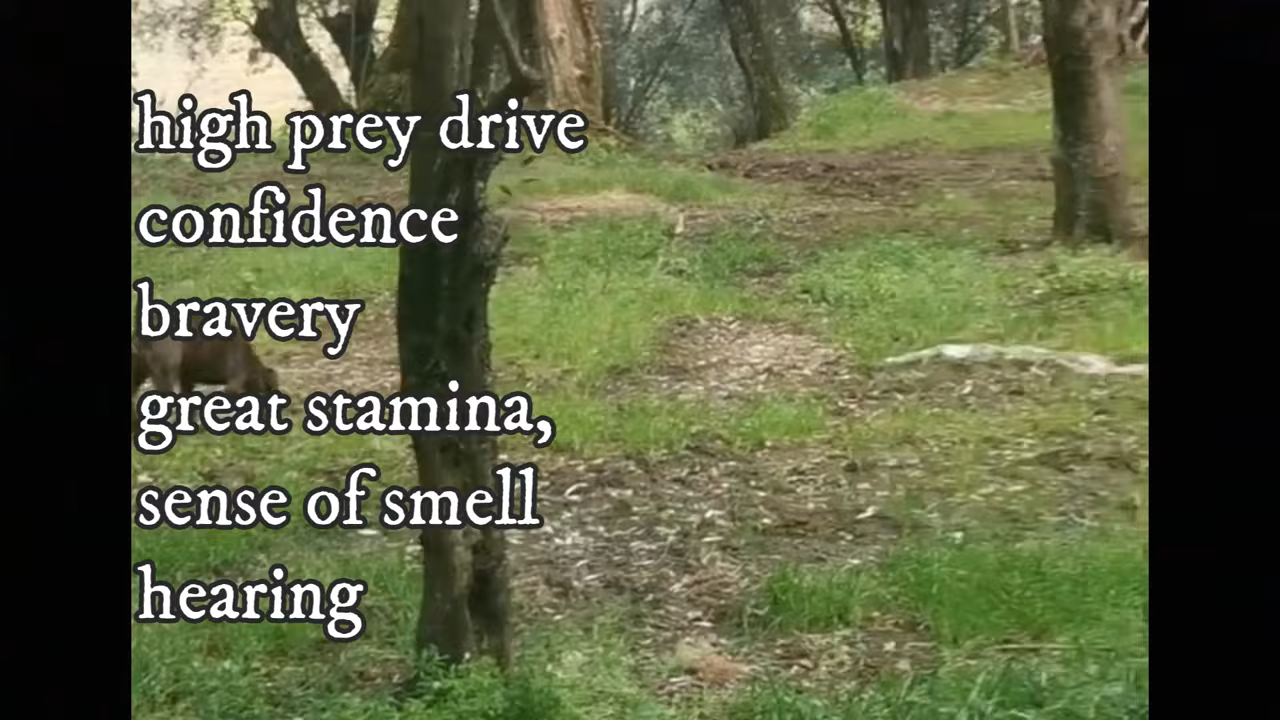 high prey drive
confidence
bravery
great stamina,
sense of smell
hearing